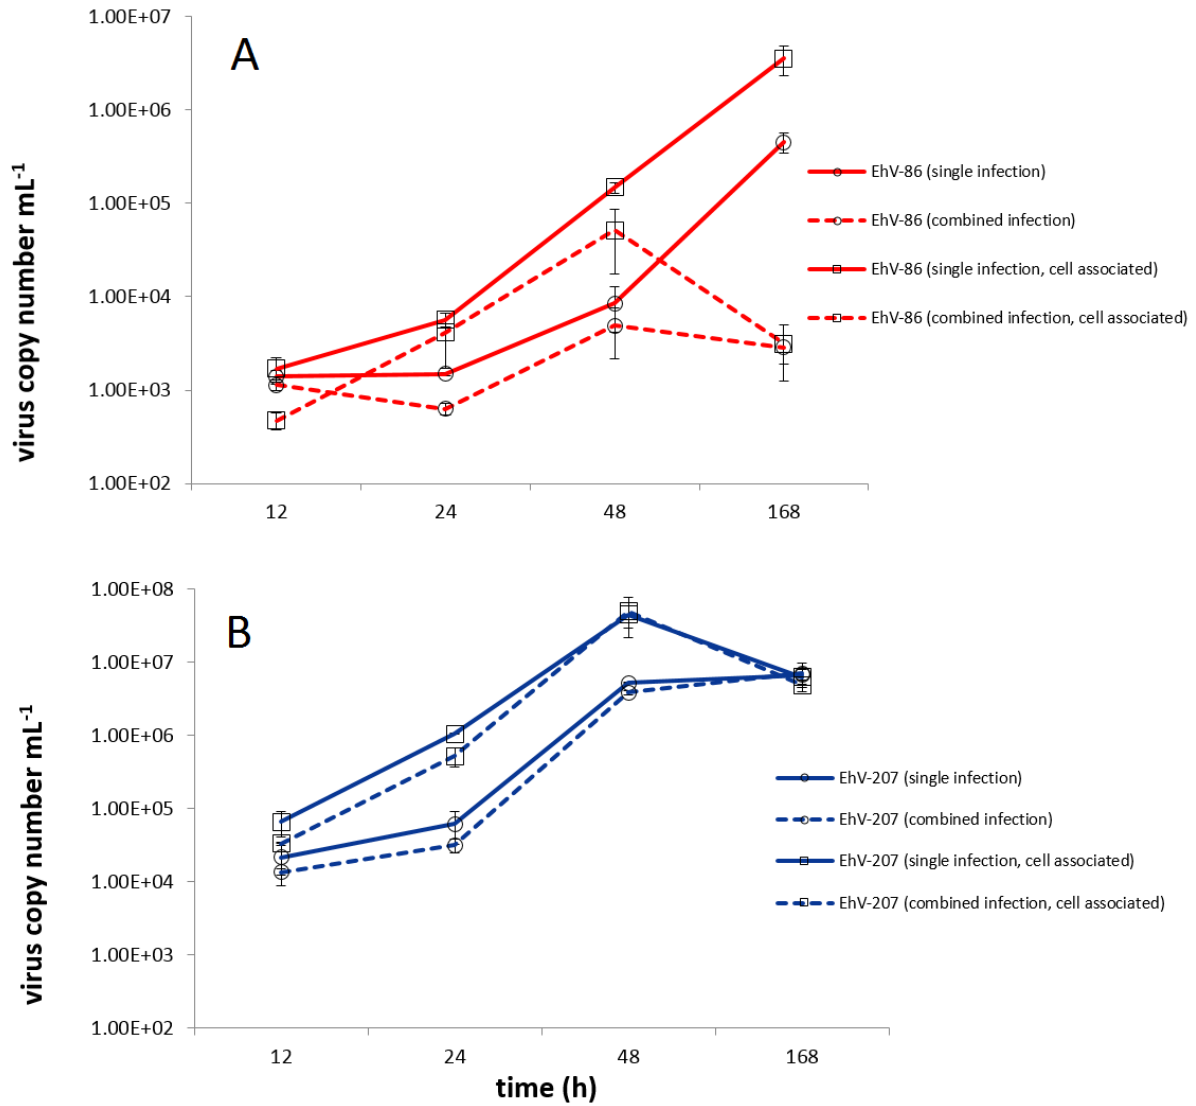 A
1.00E+07
1.00E+06
1.00E+05
1.00E+04
1.00E+03
1.00E+02
virus copy number mL-1
12 24 48 168
EhV-86 (single infection)
EhV-86 (combined infection)
EhV-86 (single infection, cell associated)
EhV-86 (combined infection, cell associated)
B
1.00E+08
1.00E+07
1.00E+06
1.00E+05
1.00E+04
1.00E+03
1.00E+02
virus copy number mL-1
12 24 48 168
time (h)
EhV-207 (single infection)
EhV-207 (combined infection)
EhV-207 (single infection, cell associated)
EhV-207 (combined infection, cell associated)